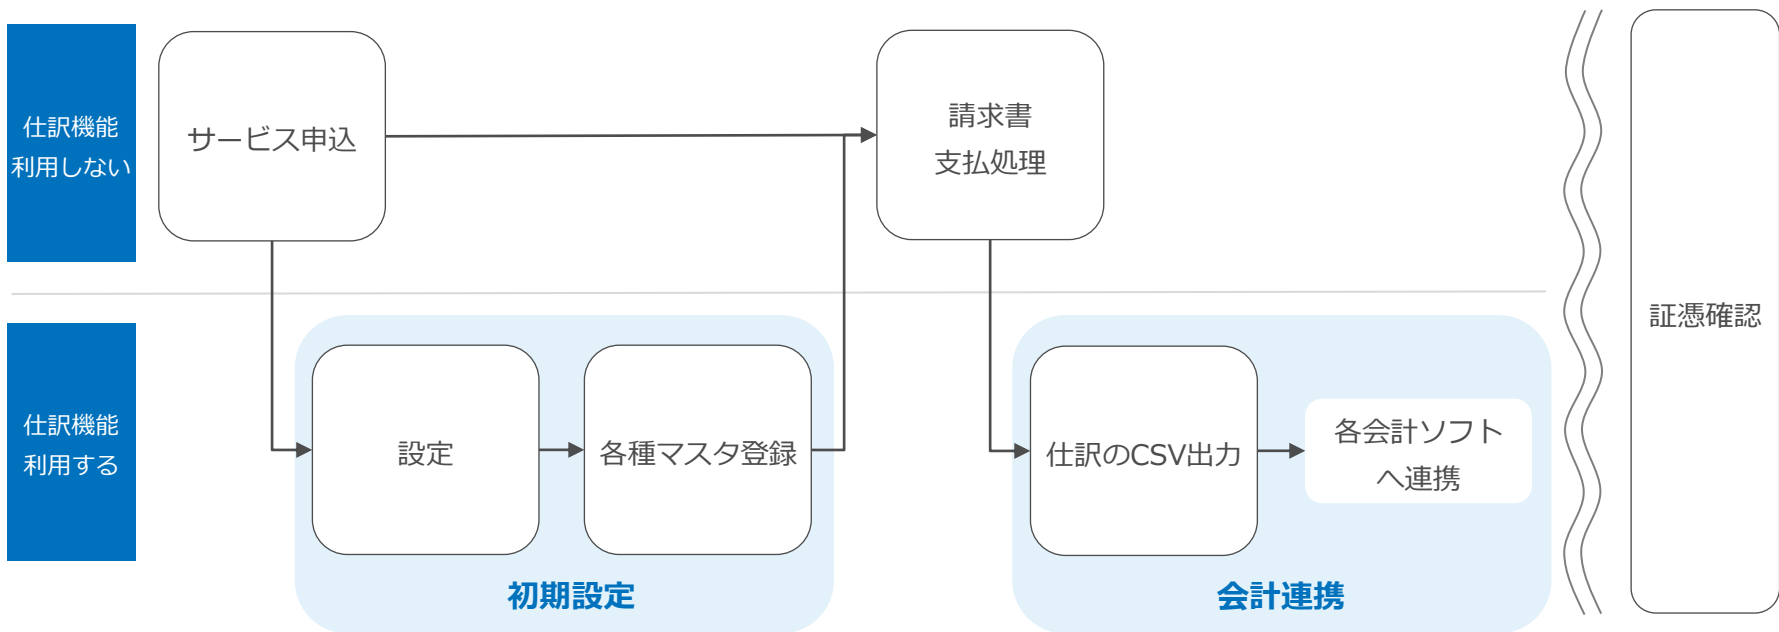 仕訳機能
利用しない
サービス申込
請求書
支払処理
仕訳機能
利用する
設定
各種マスタ登録
初期設定
仕訳のCSV出力
各会計ソフト
へ連携
会計連携
証憑確認